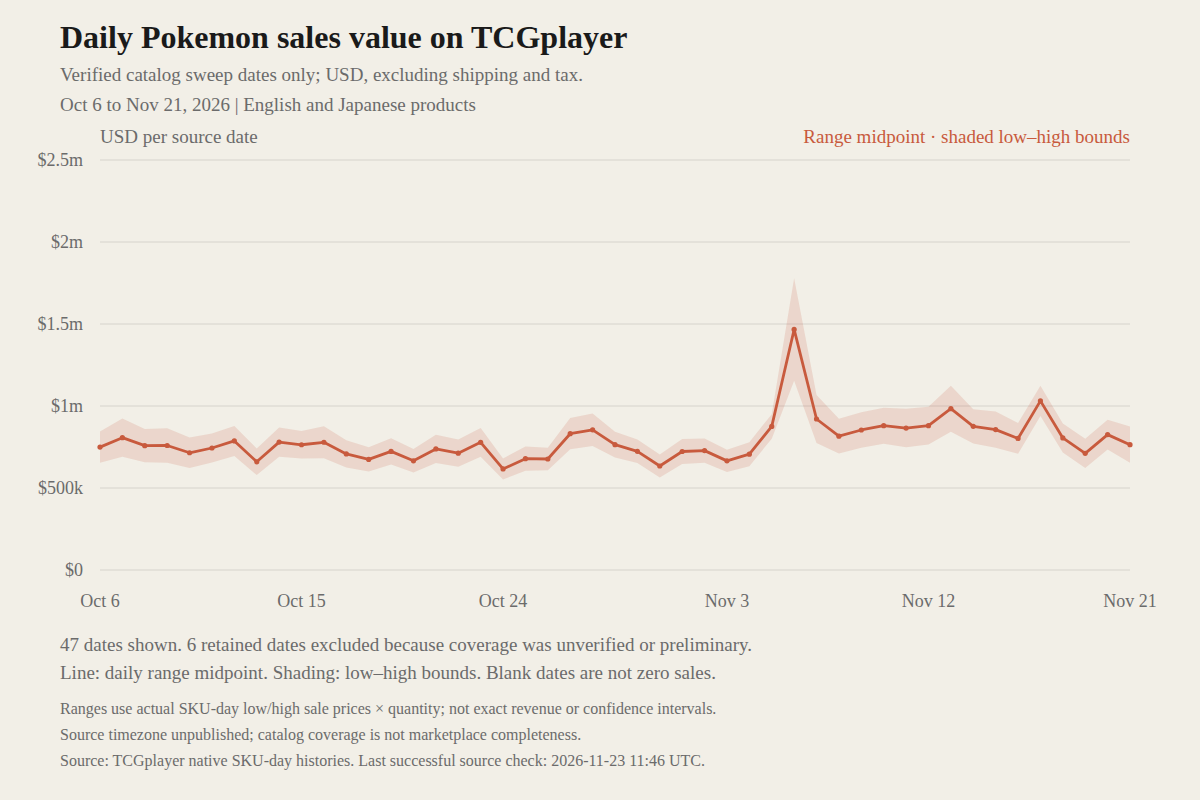 Daily Pokemon sales value on TCGplayer
Verified catalog sweep dates only; USD, excluding shipping and tax.
Oct 6 to Nov 21, 2026 | English and Japanese products
USD per source date
Range midpoint · shaded low–high bounds
$2.5m
$2m
$1.5m
$1m
$500k
$0
Oct 6
Oct 15
Oct 24
Nov 3
Nov 12
Nov 21
47 dates shown. 6 retained dates excluded because coverage was unverified or preliminary.
Line: daily range midpoint. Shading: low–high bounds. Blank dates are not zero sales.
Ranges use actual SKU-day low/high sale prices × quantity; not exact revenue or confidence intervals.
Source timezone unpublished; catalog coverage is not marketplace completeness.
Source: TCGplayer native SKU-day histories. Last successful source check: 2026-11-23 11:46 UTC.